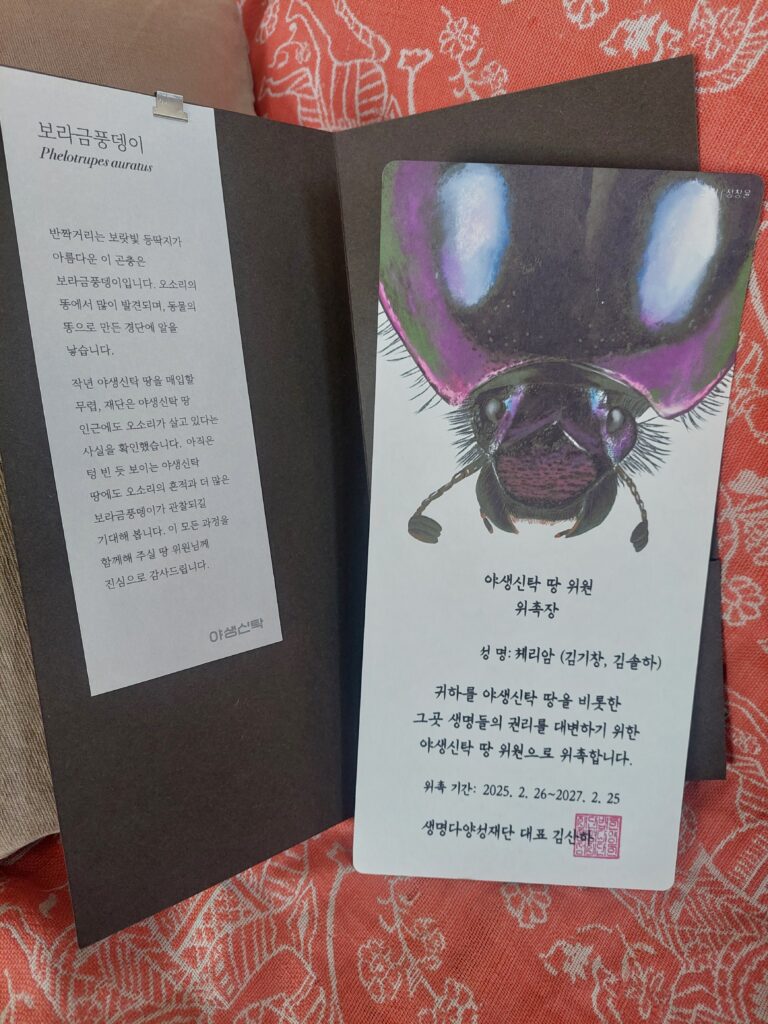 보라금풍뎅이
Phelotrupes auratus
반짝거리는 보랏빛 등딱지가
아름다운 이 곤충은
보라금풍뎅이입니다. 오소리의
똥에서 많이 발견되며, 동물의
똥으로 만든 경단에 알을
낳습니다.
작년 야생신탁 땅을 매입할
무렵, 재단은 야생신탁 땅
인근에도 오소리가 살고 있다는
사실을 확인했습니다. 아직은
텅 빈 듯 보이는 야생신탁
땅에도 오소리의 흔적과 더 많은
보라금풍뎅이가 관찰되길
기대해 봅니다. 이 모든 과정을
함께해 주실 땅 위원님께
진심으로 감사드립니다.
야생신탁
야생신탁 땅 위원
위촉장
성 명: 체리암 (김기창, 김솔하)
귀하를 야생신탁 땅을 비롯한
그곳 생명들의 권리를 대변하기 위한
야생신탁 땅 위원으로 위촉합니다.
위촉 기간: 2025. 2. 26~2027. 2. 25
생명다양성재단 대표 김산하